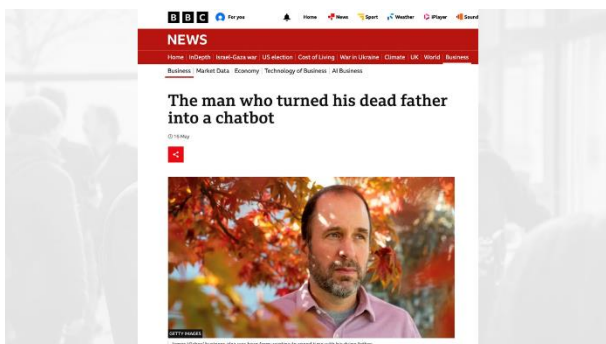 BBC For you Home News Sport Weather iPlayer Sound
NEWS
Home InDepth Israel-Gaza war US election Cost of Living War in Ukraine Climate UK World Business
Business Market Data Economy Technology of Business AI Business
The man who turned his dead father
into a chatbot
16 May
GETTY IMAGES